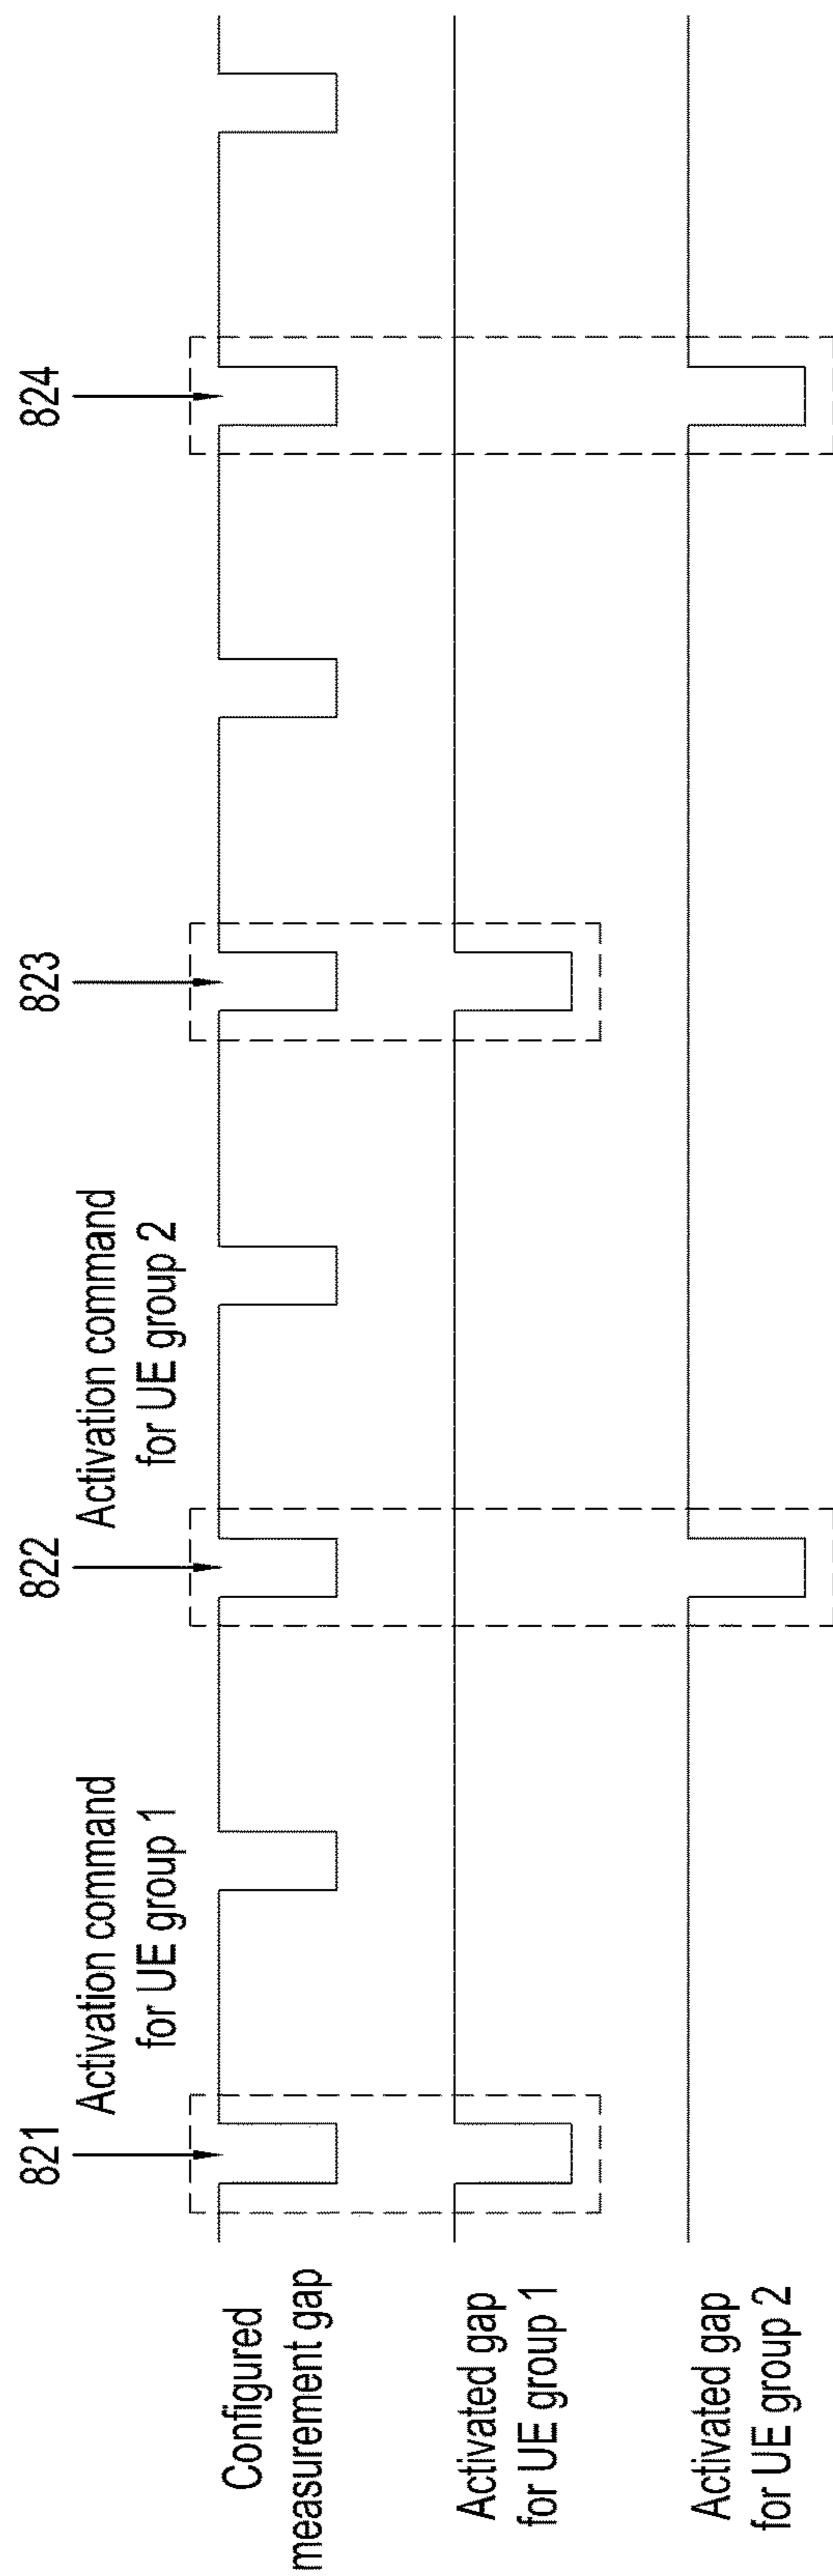 821
Activation command
for UE group 1
822
Activation command
for UE group 2
823
824
Configured
measurement gap
Activated gap
for UE group 1
Activated gap
for UE group 2